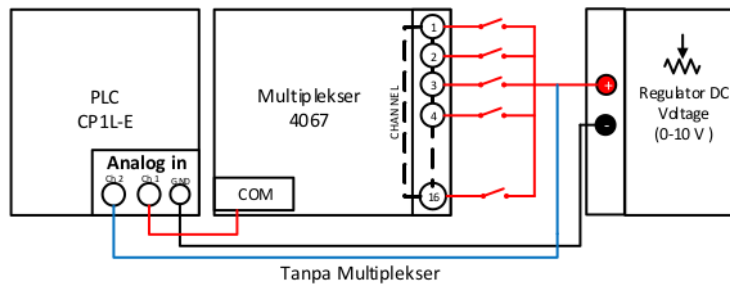 PLC
CP1L-E
Analog in
Ch.2 Ch.1 GND
Multiplekser
4067
COM
CHANNEL
1
2
3
4
16
+
-
Regulator DC
Voltage
(0-10 V )
Tanpa Multiplekser